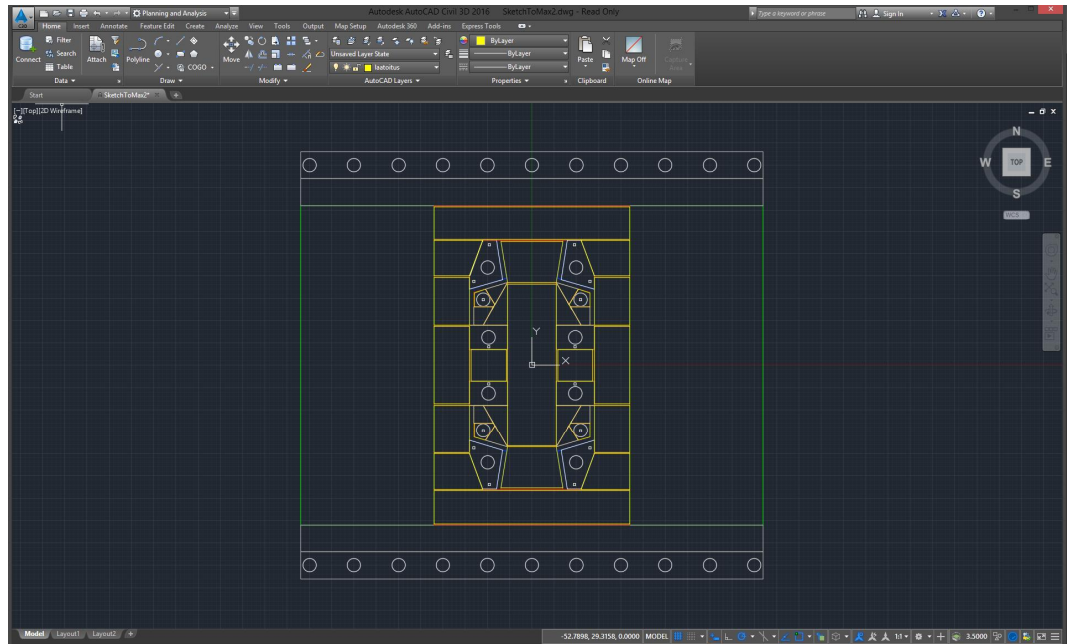 Planning and Analysis
Autodesk AutoCAD Civil 3D 2016 SketchToMax2.dwg - Read Only
Type a keyword or phrase
Sign In
Home Insert Annotate Feature Edit Create Analyze View Tools Output Map Setup Autodesk 360 Add-ins Express Tools
Connect
Filter
Search
Table
Attach
Polyline
COGO
Move
Unsaved Layer State
laatoitus
ByLayer
ByLayer
ByLayer
Paste
Map Off
Capture Area
Data Draw Modify AutoCAD Layers Properties Clipboard Online Map
Start SketchToMax2*
[-][Top][2D Wireframe]
N
W TOP E
S
WCS
Y
X
Model Layout1 Layout2
-52.7898, 29.3158, 0.0000 MODEL 1:1 3.5000